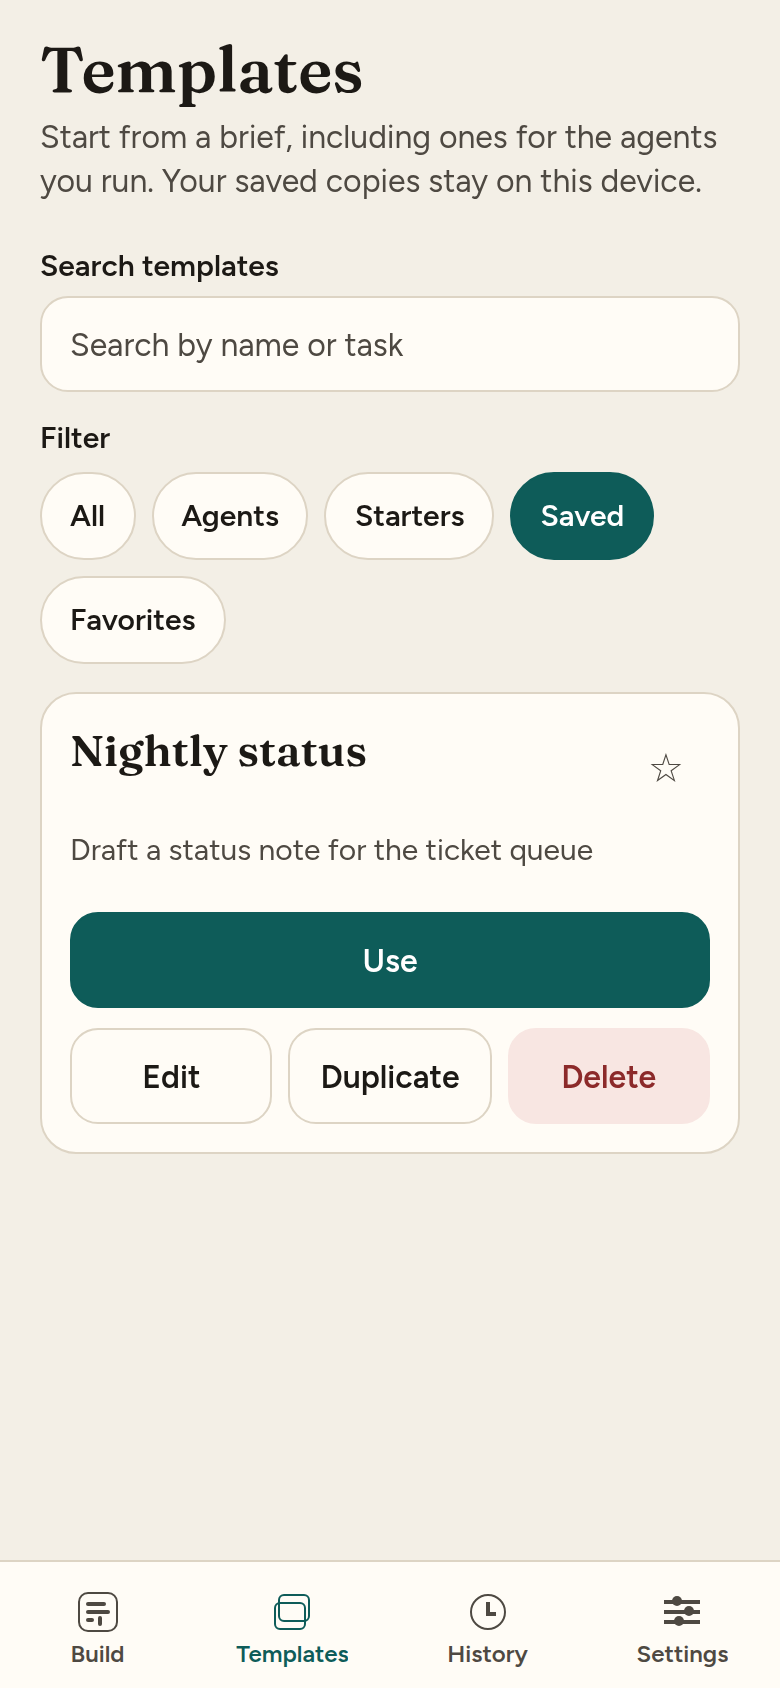 Templates
Start from a brief, including ones for the agents
you run. Your saved copies stay on this device.
Search templates
Search by name or task
Filter
All
Agents
Starters
Saved
Favorites
Nightly status
☆
Draft a status note for the ticket queue
Use
Edit
Duplicate
Delete
Build
Templates
History
Settings